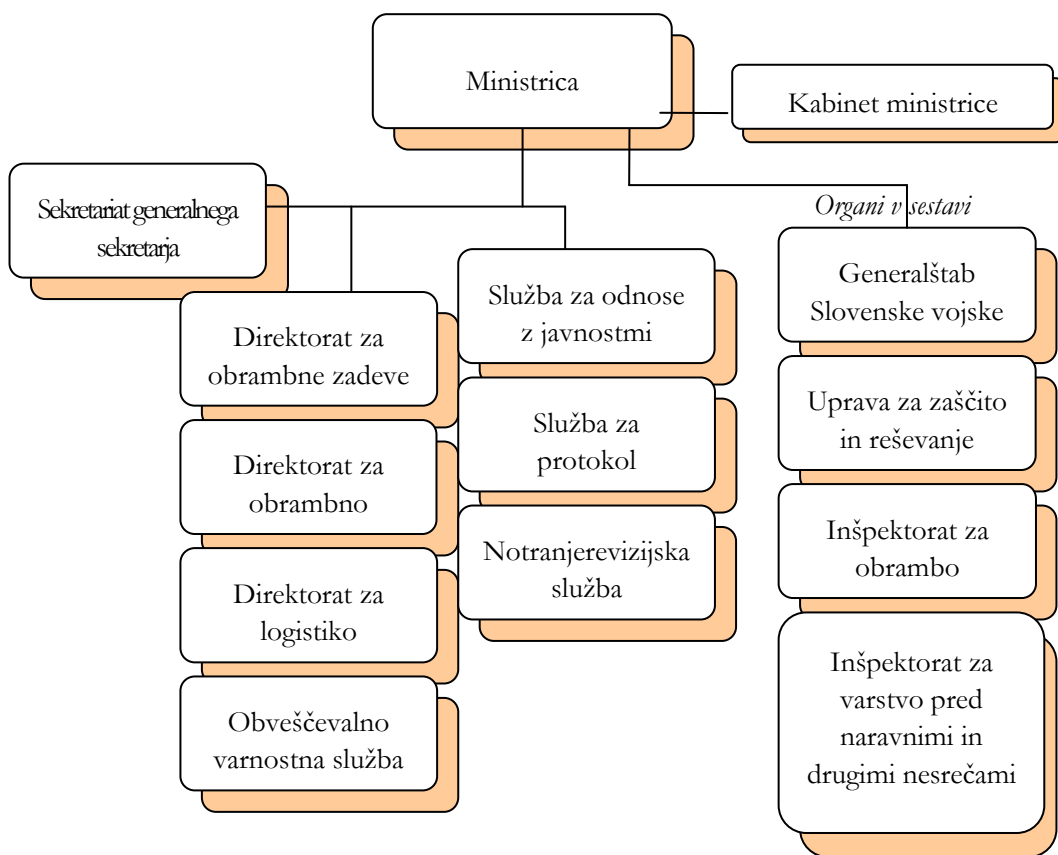 Ministrica
Kabinet ministrice
Sekretariat generalnega
sekretarja
Direktorat za
obrambne zadeve
Direktorat za
obrambno
Direktorat za
logistiko
Obveščevalno
varnostna služba
Služba za odnose
z javnostmi
Služba za
protokol
Notranjerevizijska
služba
Organi v sestavi
Generalštab
Slovenske vojske
Uprava za zaščito
in reševanje
Inšpektorat za
obrambo
Inšpektorat za
varstvo pred
naravnimi in
drugimi nesrečami